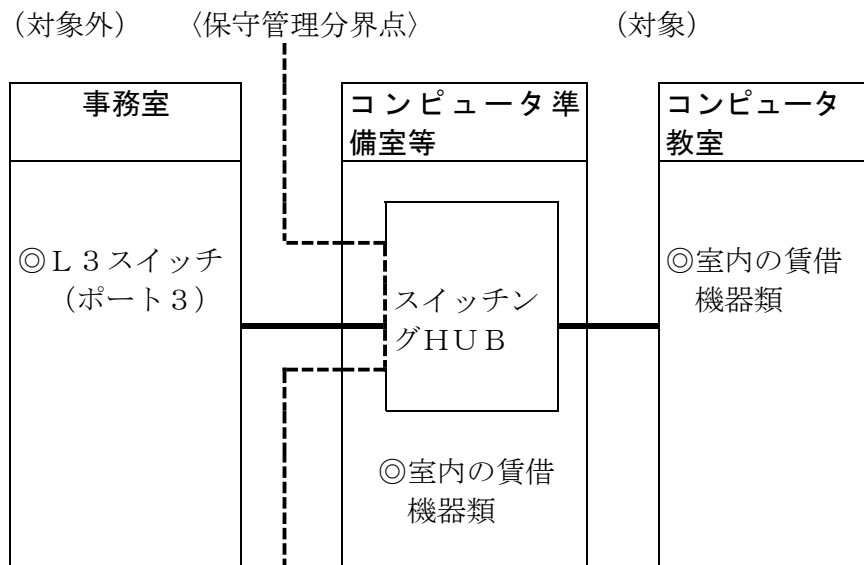 （対象外）　〈保守管理分界点〉　（対象）
事務室
コンピュータ準
備室等
コンピュータ
教室
◎Ｌ３スイッチ
（ポート３）
スイッチン
グＨＵＢ
◎室内の賃借
機器類
◎室内の賃借
機器類